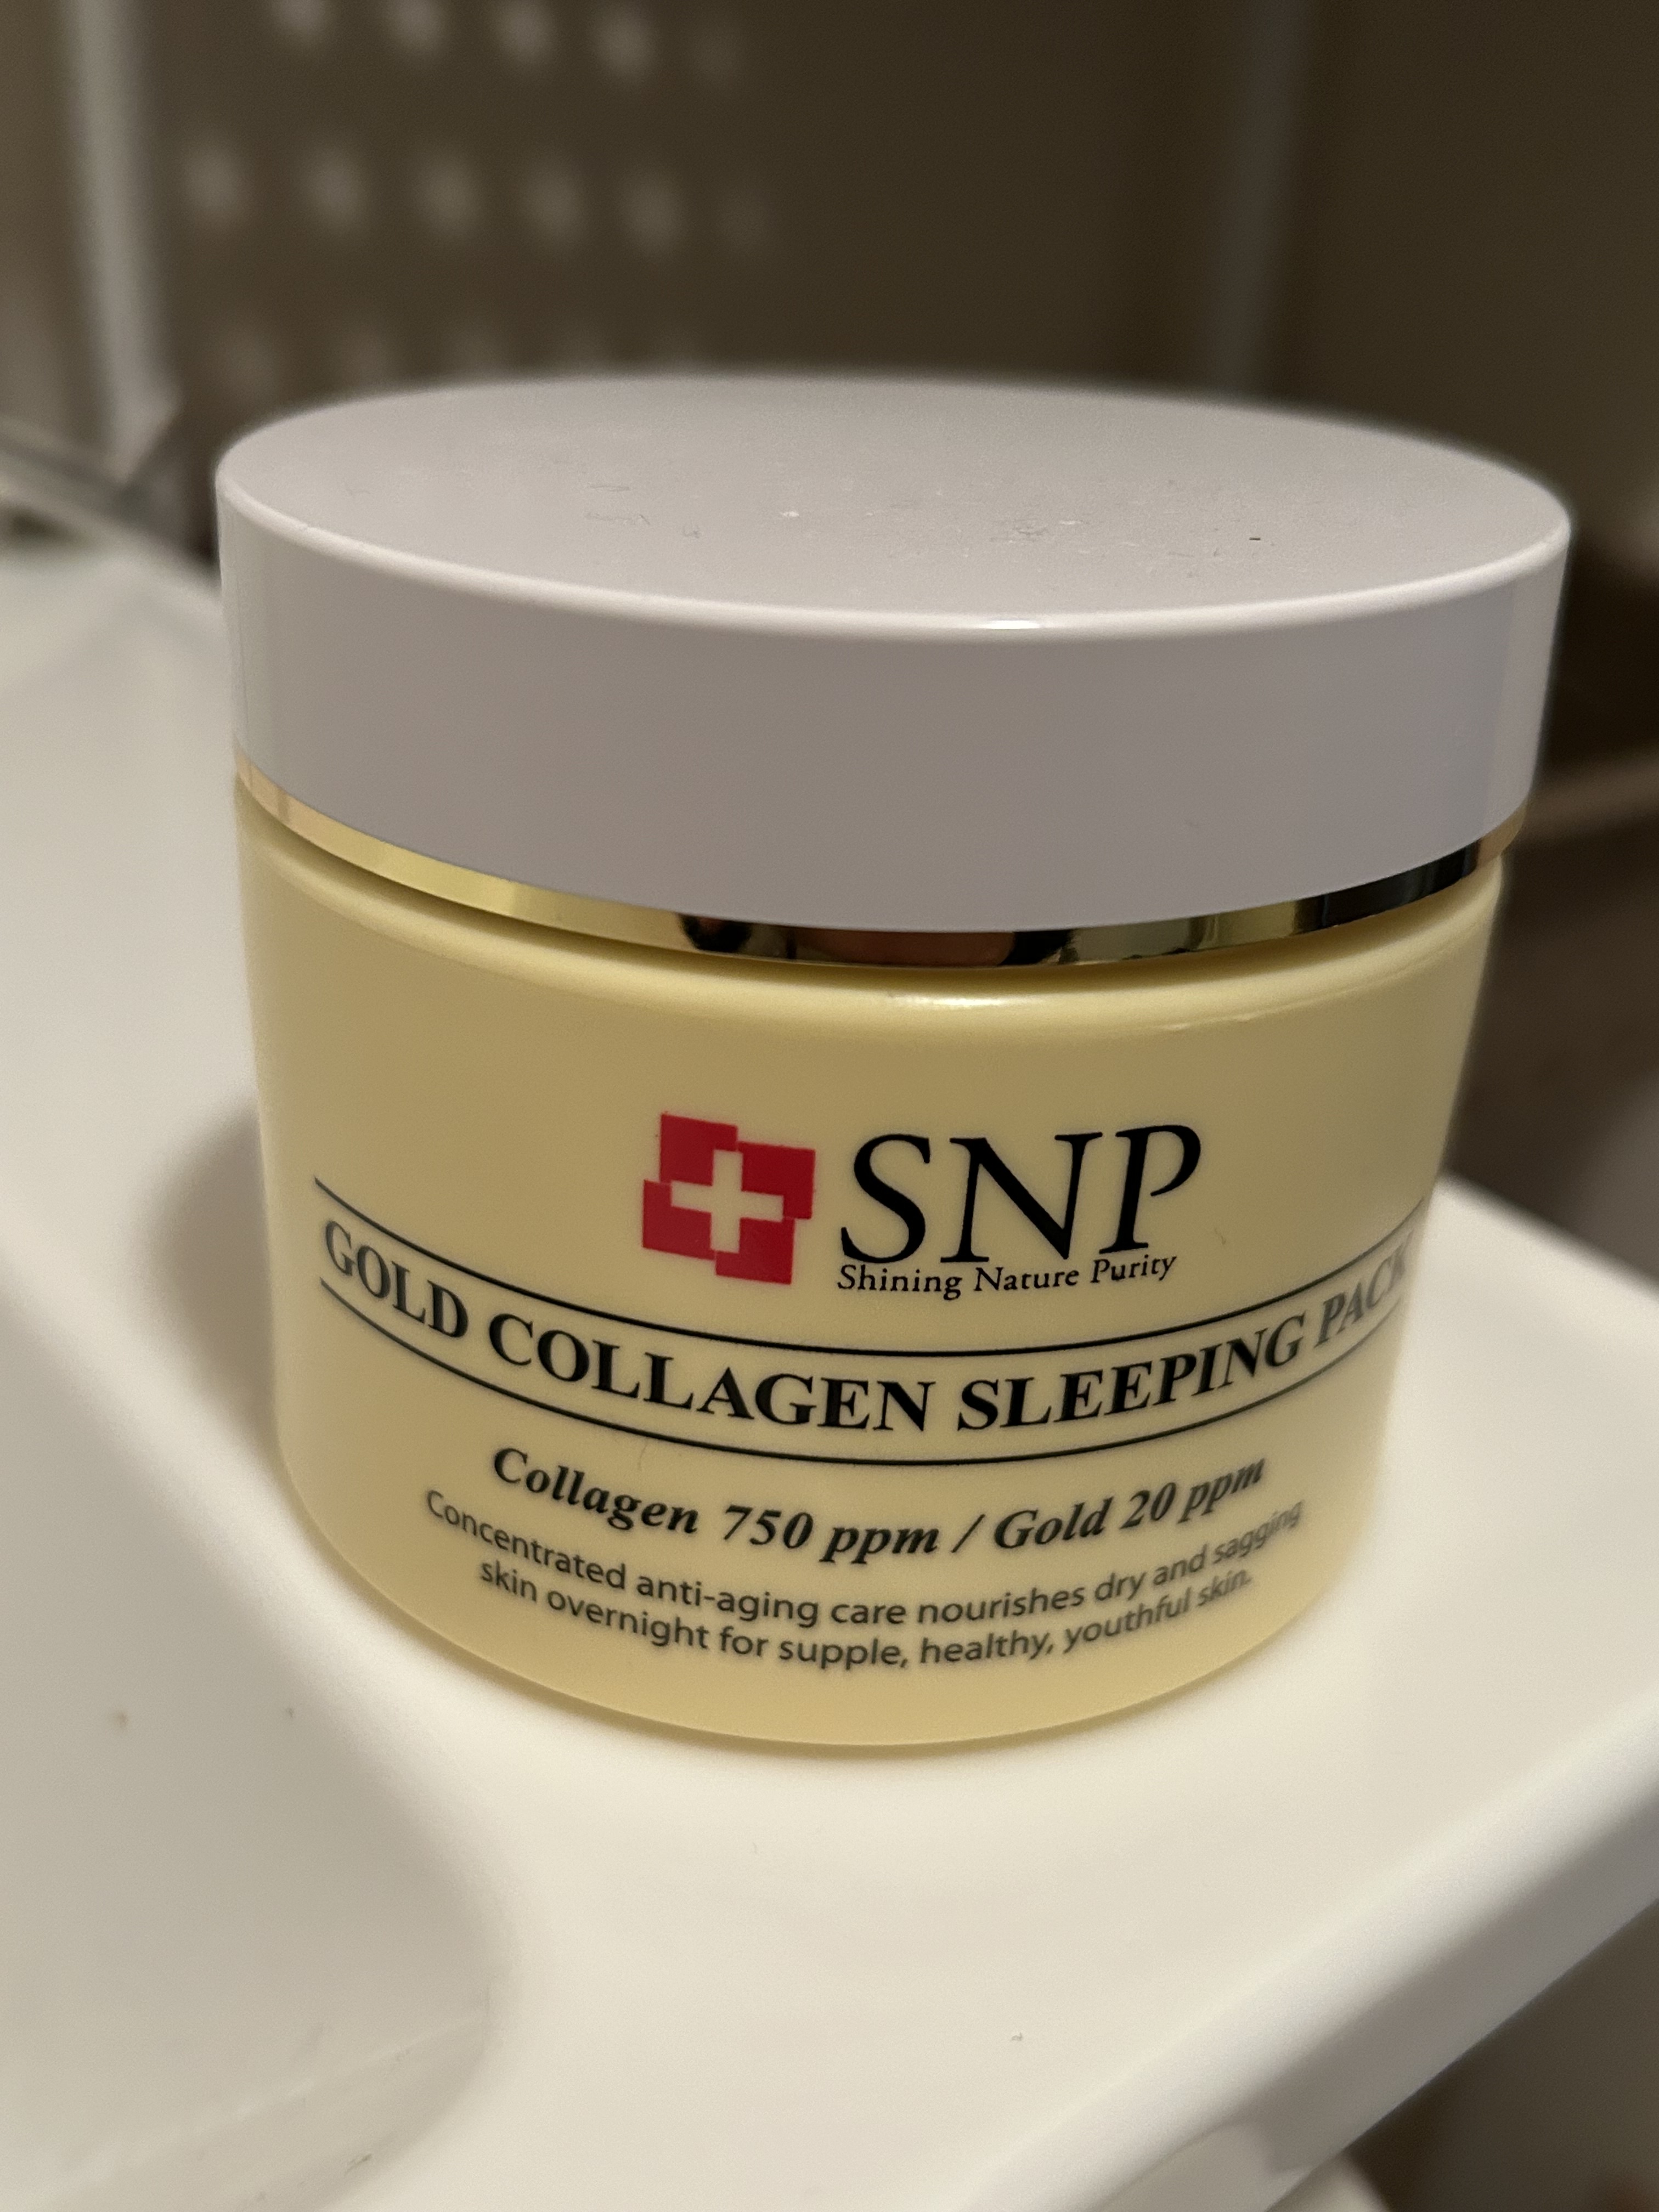 SNP
Shining Nature Purity
GOLD COLLAGEN SLEEPING PACK
Collagen 750 ppm / Gold 20 ppm
Concentrated anti-aging care nourishes dry and sagging
skin overnight for supple, healthy, youthful skin.